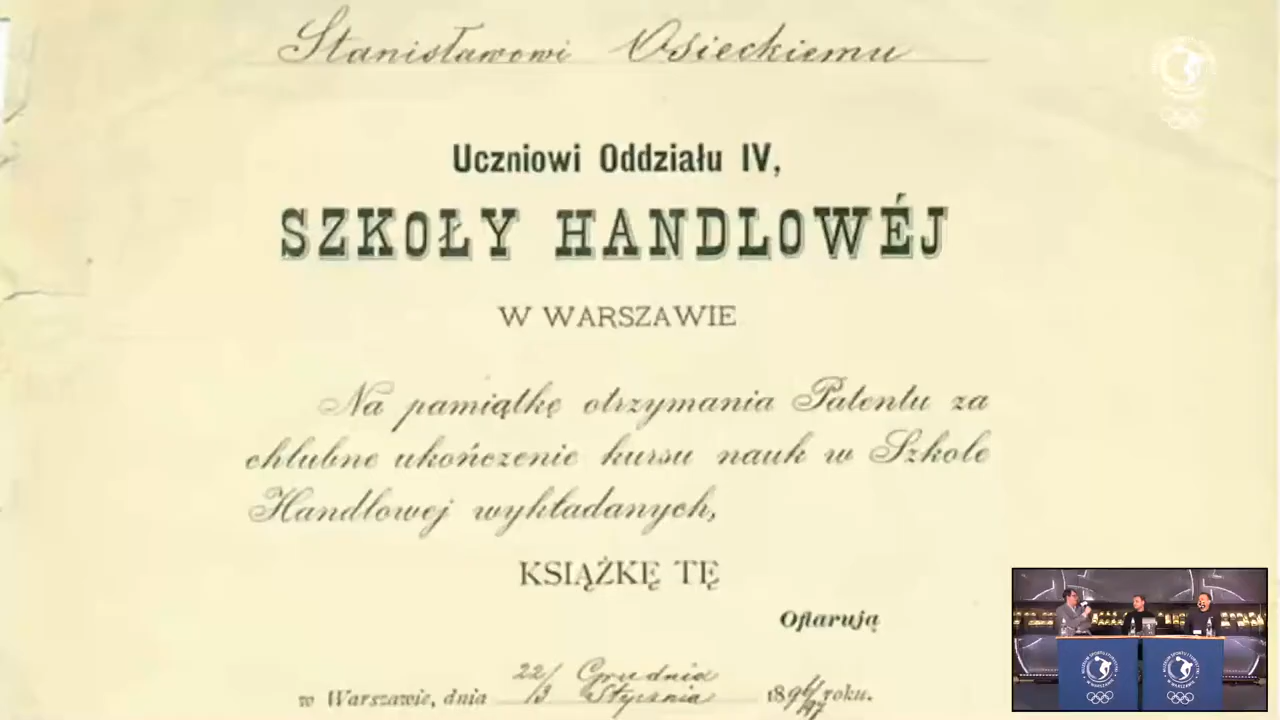 Stanisławowi Osieckiemu
Uczniowi Oddziału IV,
SZKOŁY HANDLOWÉJ
W WARSZAWIE
Na pamiątkę otrzymania Patentu za
chlubne ukończenie kursu nauk w Szkole
Handlowej wykładanych,
KSIĄŻKĘ TĘ
Ofiarują
22/3 Grudnia Stycznia
w Warszawie, dnia 1896/97 roku.